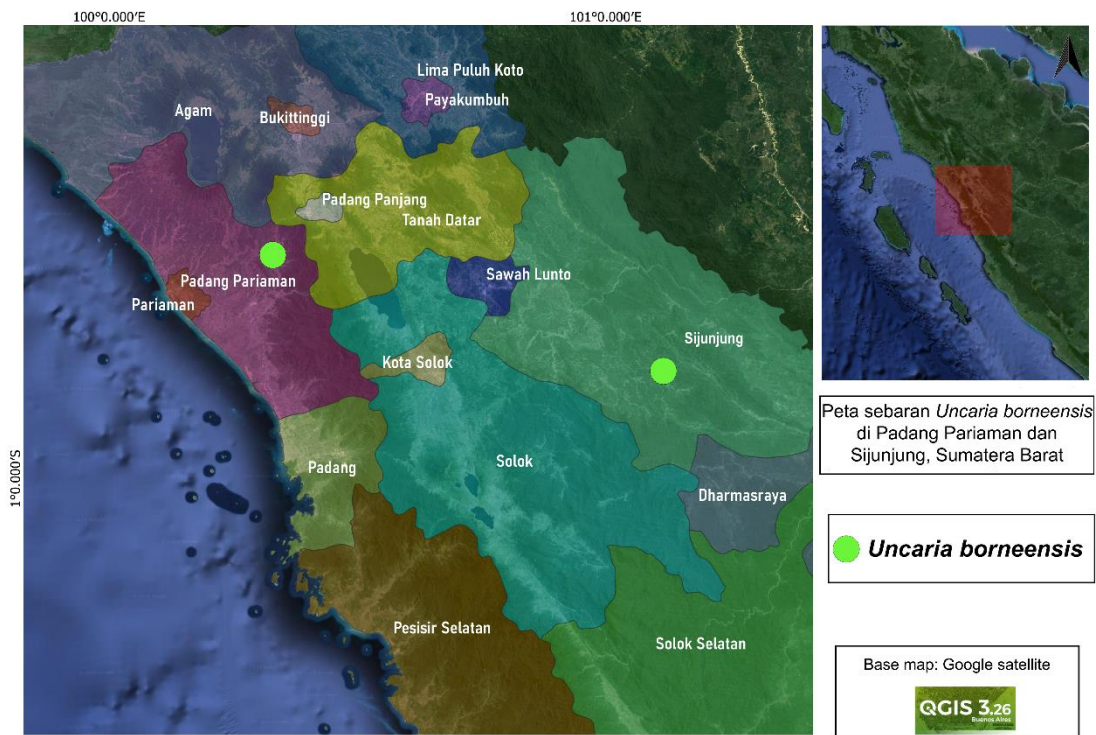 100°0.000′E
101°0.000′E
Lima Puluh Koto
Payakumbuh
Agam
Bukittinggi
Padang Panjang
Tanah Datar
Padang Pariaman
Pariaman
Sawah Lunto
Sijunjung
Kota Solok
Solok
Padang
Dharmasraya
Pesisir Selatan
Solok Selatan
1°0.000′S
Peta sebaran Uncaria borneensis
di Padang Pariaman dan
Sijunjung, Sumatera Barat
Uncaria borneensis
Base map: Google satellite
QGIS 3.26
Buenos Aires